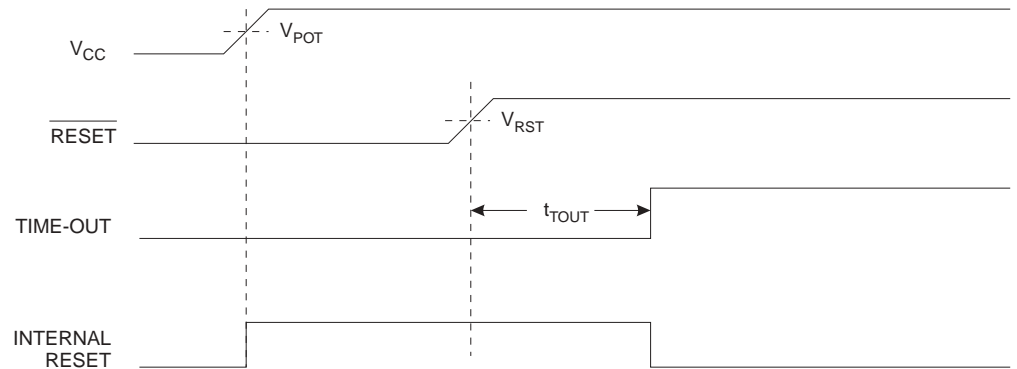 V_CC
V_POT
RESET
V_RST
t_TOUT
TIME-OUT
INTERNAL
RESET